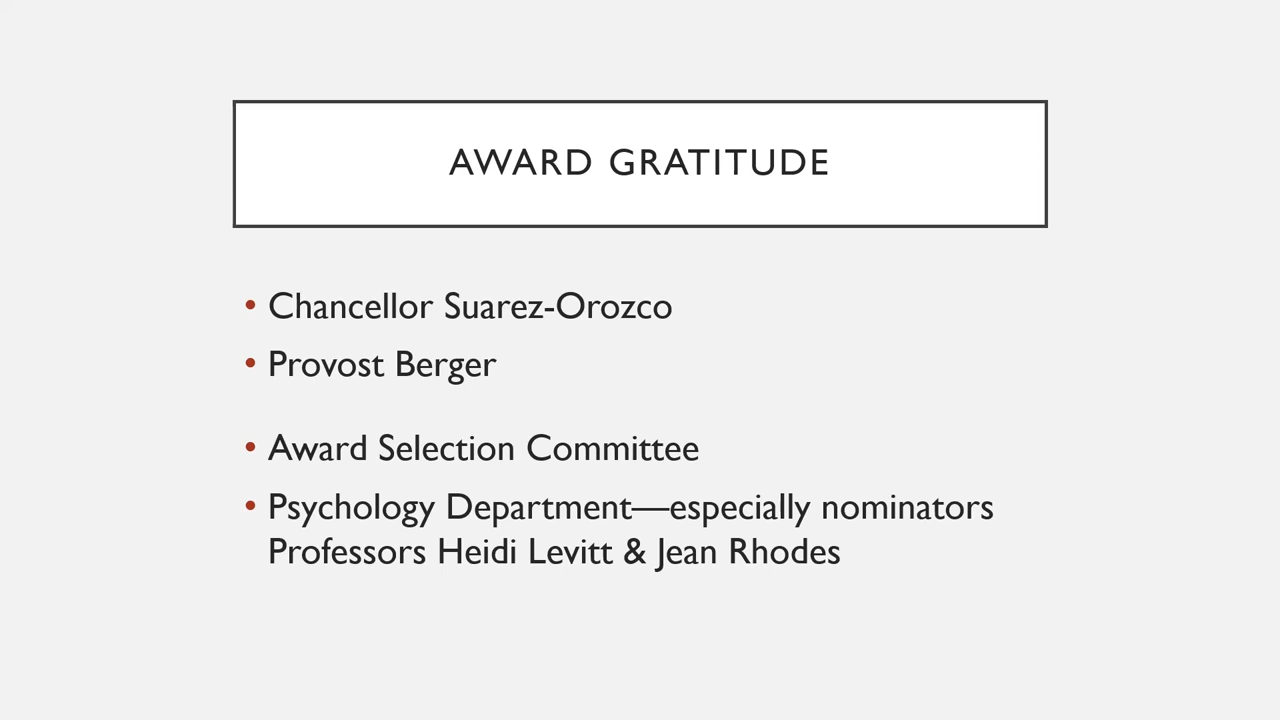 AWARD GRATITUDE
• Chancellor Suarez-Orozco
• Provost Berger
• Award Selection Committee
• Psychology Department—especially nominators
Professors Heidi Levitt & Jean Rhodes